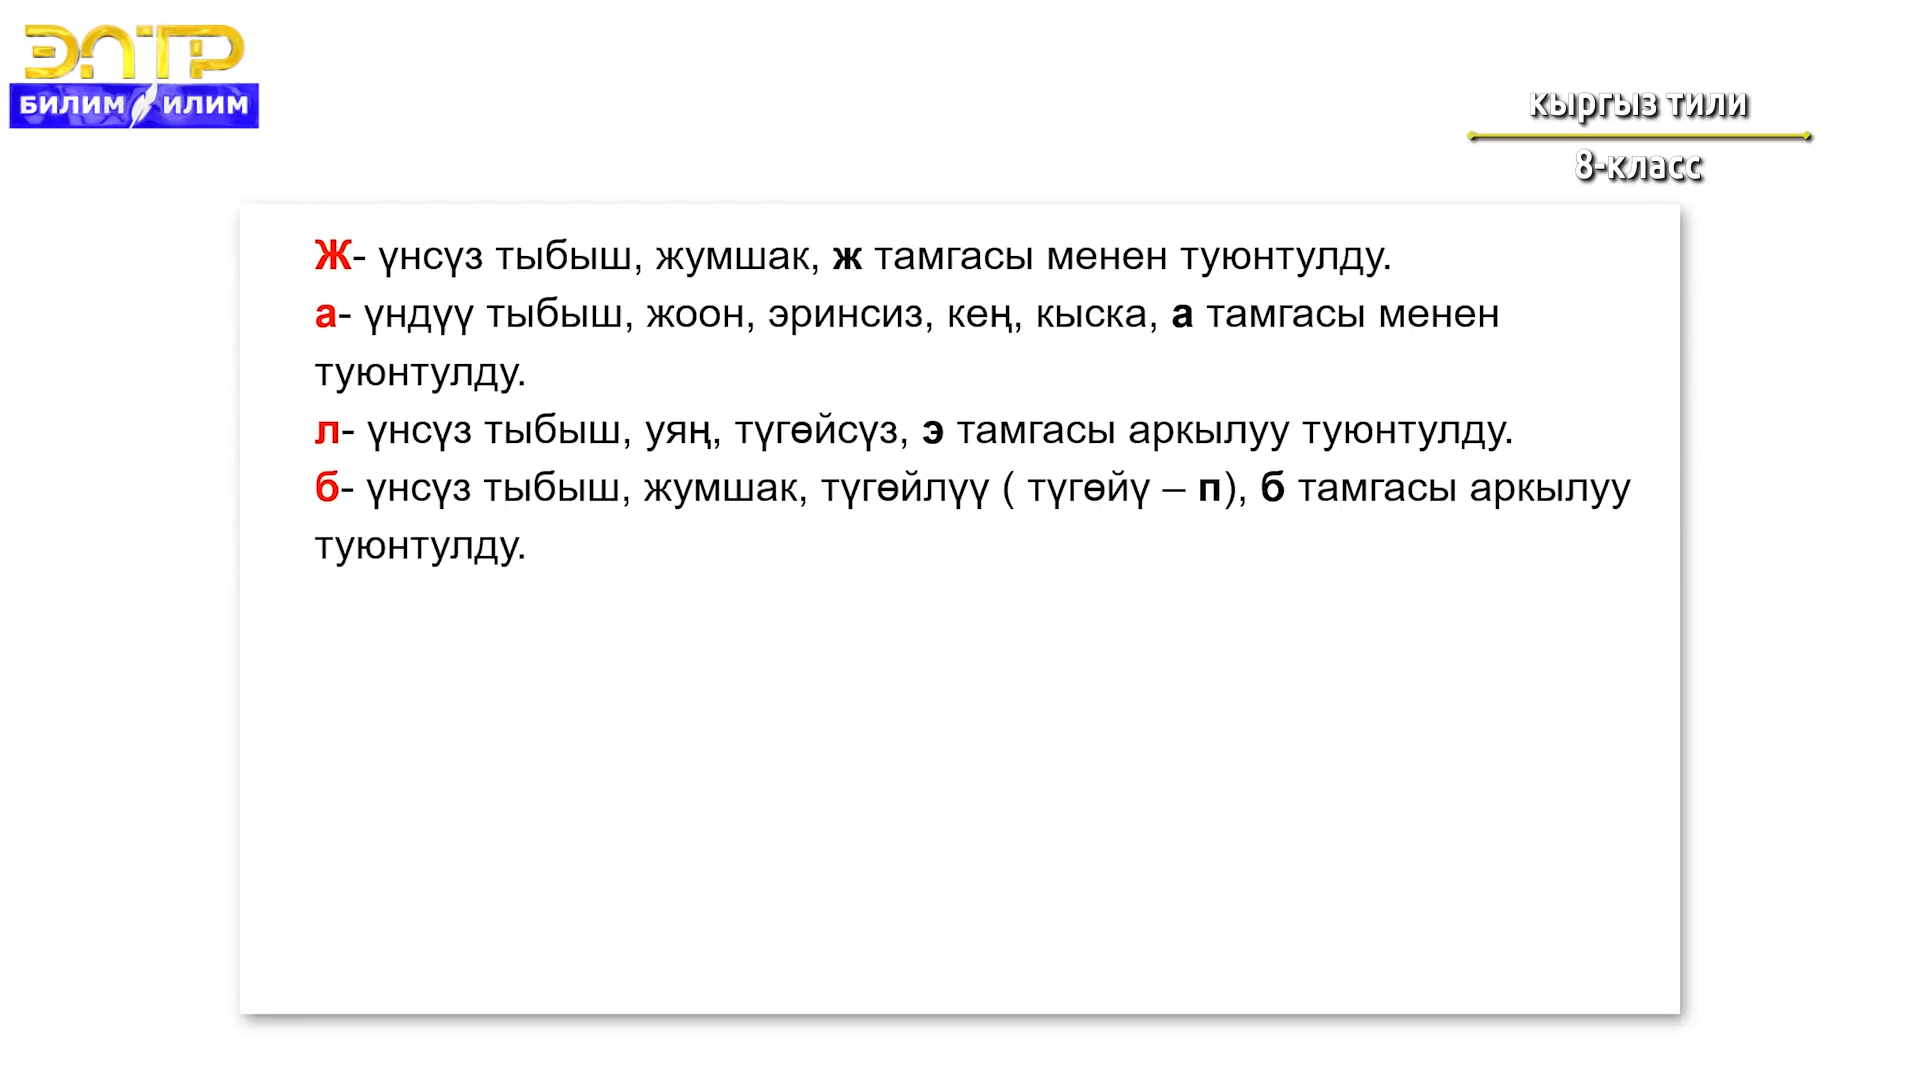 ЭЛТР
БИЛИМ ИЛИМ
кыргыз тили
8-класс
Ж- үнсүз тыбыш, жумшак, ж тамгасы менен туюнтулду.
а- үндүү тыбыш, жоон, эринсиз, кең, кыска, а тамгасы менен
туюнтулду.
л- үнсүз тыбыш, уяң, түгөйсүз, э тамгасы аркылуу туюнтулду.
б- үнсүз тыбыш, жумшак, түгөйлүү ( түгөйү – п), б тамгасы аркылуу
туюнтулду.